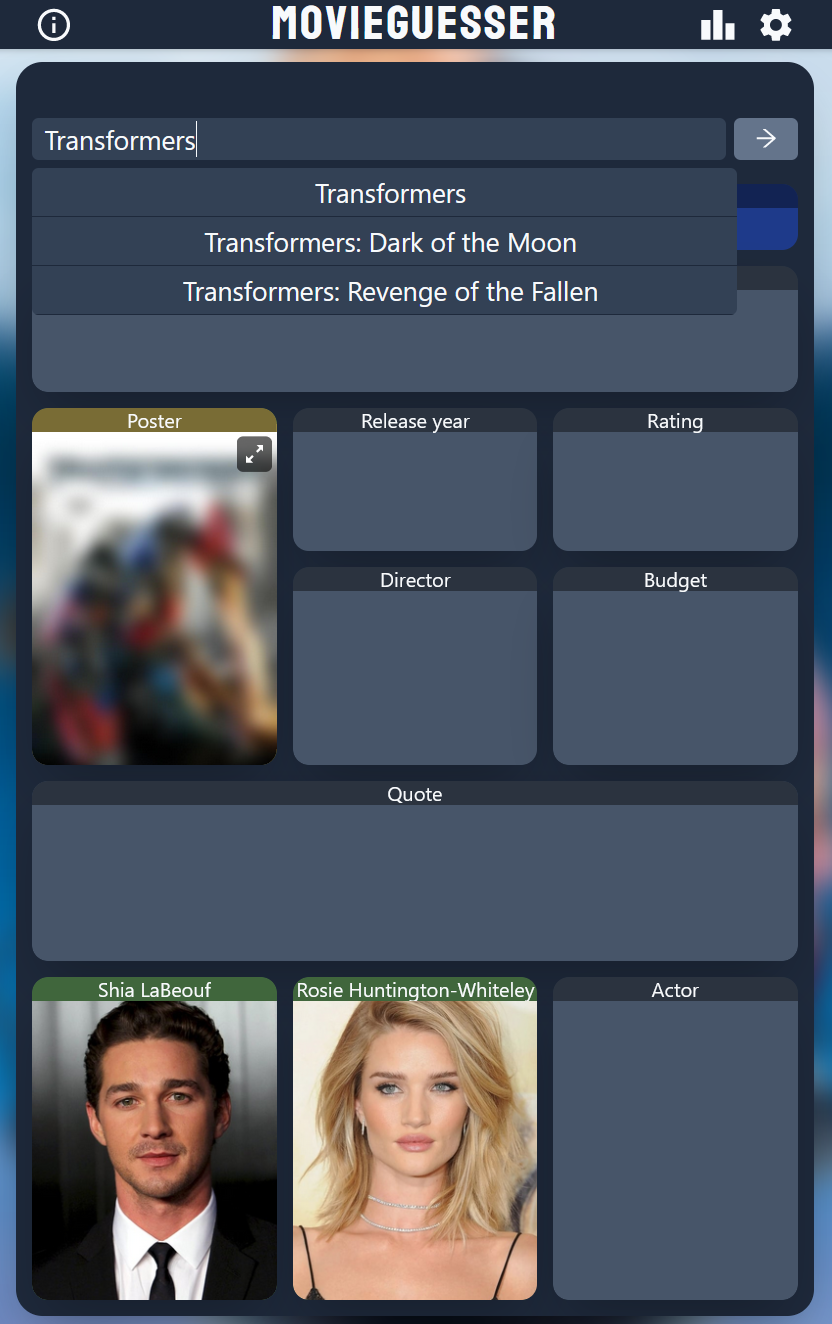 MOVIEGUESSER
Transformers
Transformers
Transformers: Dark of the Moon
Transformers: Revenge of the Fallen
Poster
Release year
Rating
Director
Budget
Quote
Shia LaBeouf
Rosie Huntington-Whiteley
Actor